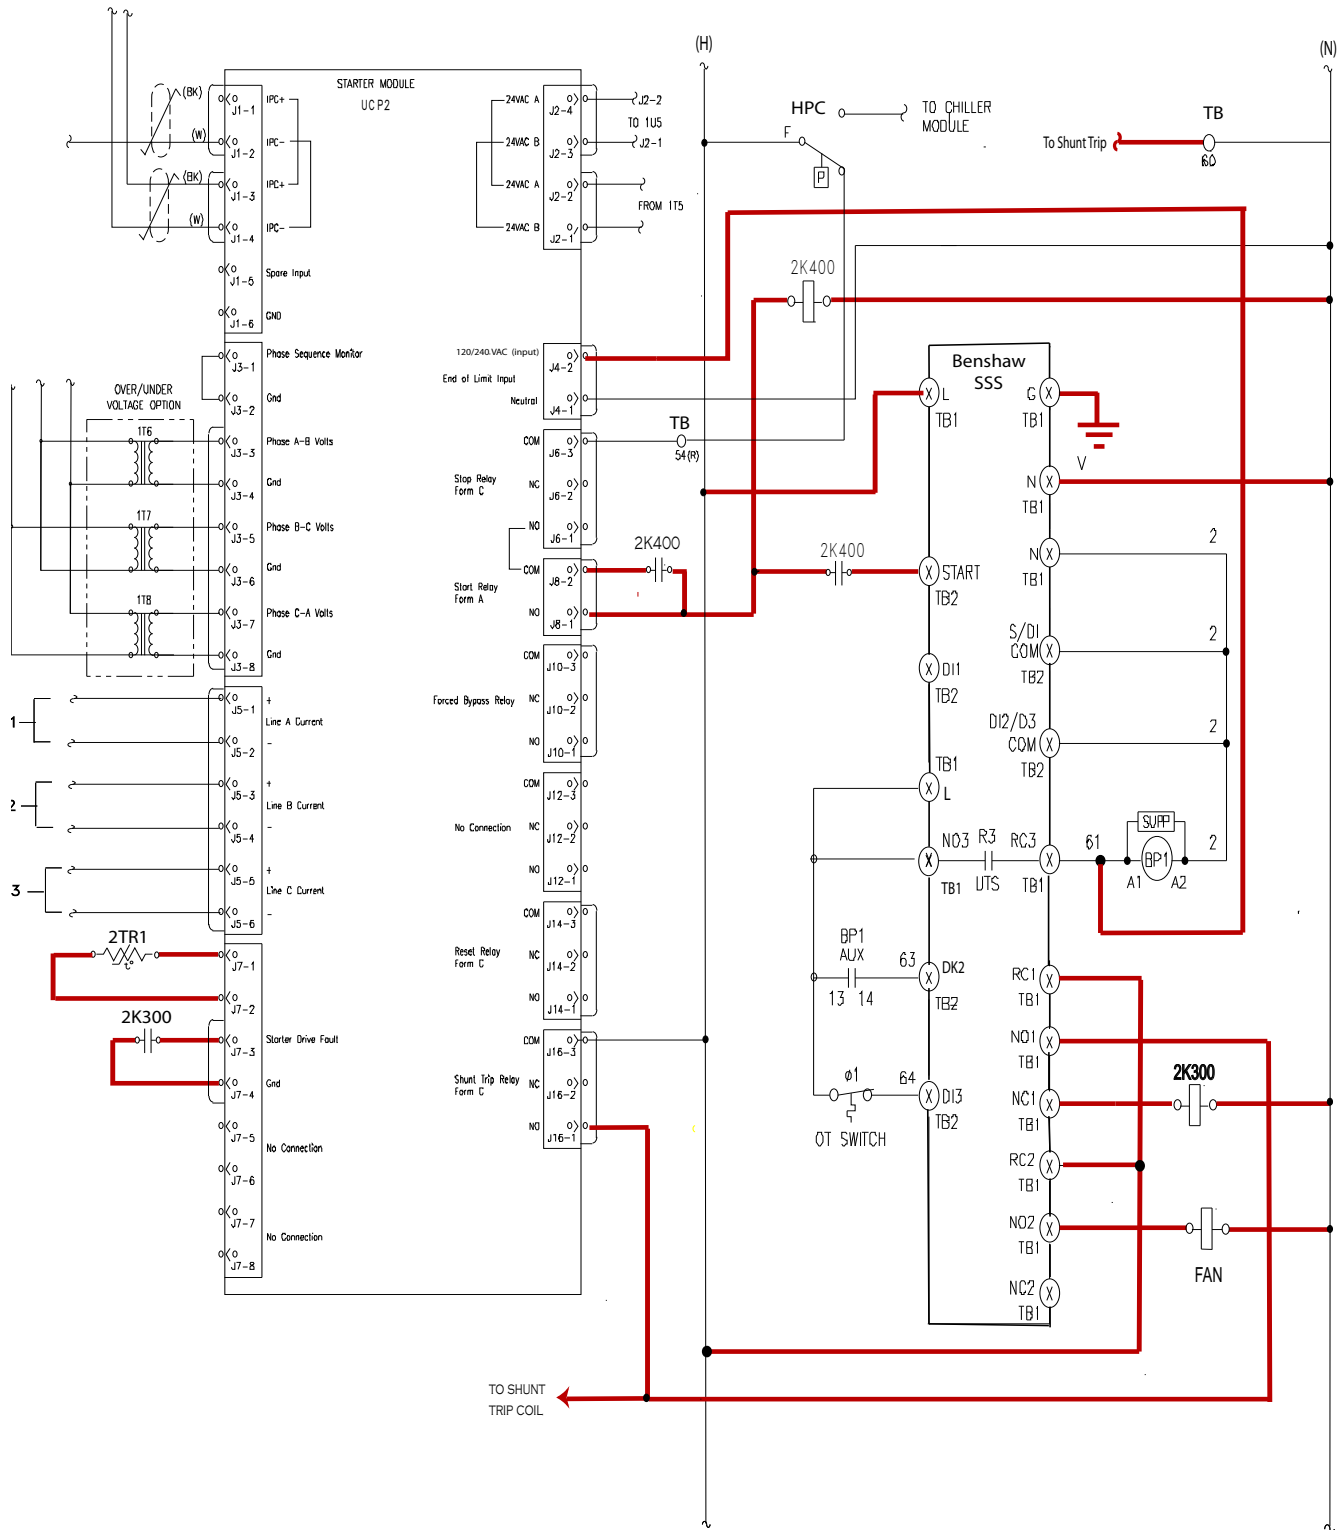 (H)
(N)
STARTER MODULE
UCP2
(BK)
J1-1
IPC+
(W)
J1-2
IPC-
(BK)
J1-3
IPC+
(W)
J1-4
IPC-
J1-5
Spare Input
J1-6
GND
24VAC A
J2-4
J2-2
TO 1U5
24VAC B
J2-3
J2-1
24VAC A
J2-2
FROM 1T5
24VAC B
J2-1
HPC
TO CHILLER
MODULE
F
P
TB
To Shunt Trip
60
2K400
J3-1
Phase Sequence Monitor
J3-2
Gnd
OVER/UNDER
VOLTAGE OPTION
1T6
J3-3
Phase A-B Volts
J3-4
Gnd
1T7
J3-5
Phase B-C Volts
J3-6
Gnd
1T8
J3-7
Phase C-A Volts
J3-8
Gnd
120/240 VAC (input)
J4-2
End of Limit Input
Neutral
J4-1
COM
J6-3
TB
54(R)
Stop Relay
Form C
NC
J6-2
NO
J6-1
COM
J8-2
2K400
Start Relay
Form A
NO
J8-1
COM
J10-3
Forced Bypass Relay
NC
J10-2
NO
J10-1
COM
J12-3
No Connection
NC
J12-2
NO
J12-1
COM
J14-3
Reset Relay
Form C
NC
J14-2
NO
J14-1
COM
J16-3
Shunt Trip Relay
Form C
NC
J16-2
NO
J16-1
1
J5-1
+
Line A Current
J5-2
-
2
J5-3
+
Line B Current
J5-4
-
3
J5-5
+
Line C Current
J5-6
-
2TR1
t°
J7-1
J7-2
2K300
J7-3
Starter Drive Fault
J7-4
Gnd
J7-5
No Connection
J7-6
J7-7
No Connection
J7-8
Benshaw
SSS
L
TB1
G
TB1
V
N
TB1
2K400
START
TB2
N
TB1
2
DI1
TB2
S/DI
COM
TB2
2
DI2/D3
COM
TB2
2
TB1
L
NO3
TB1
R3
UTS
RC3
TB1
61
SUPP
BP1
A1
A2
2
BP1
AUX
13 14
63
DK2
TB2
RC1
TB1
NO1
TB1
ø1
OT SWITCH
64
DI3
TB2
NC1
TB1
2K300
RC2
TB1
NO2
TB1
FAN
NC2
TB1
TO SHUNT
TRIP COIL